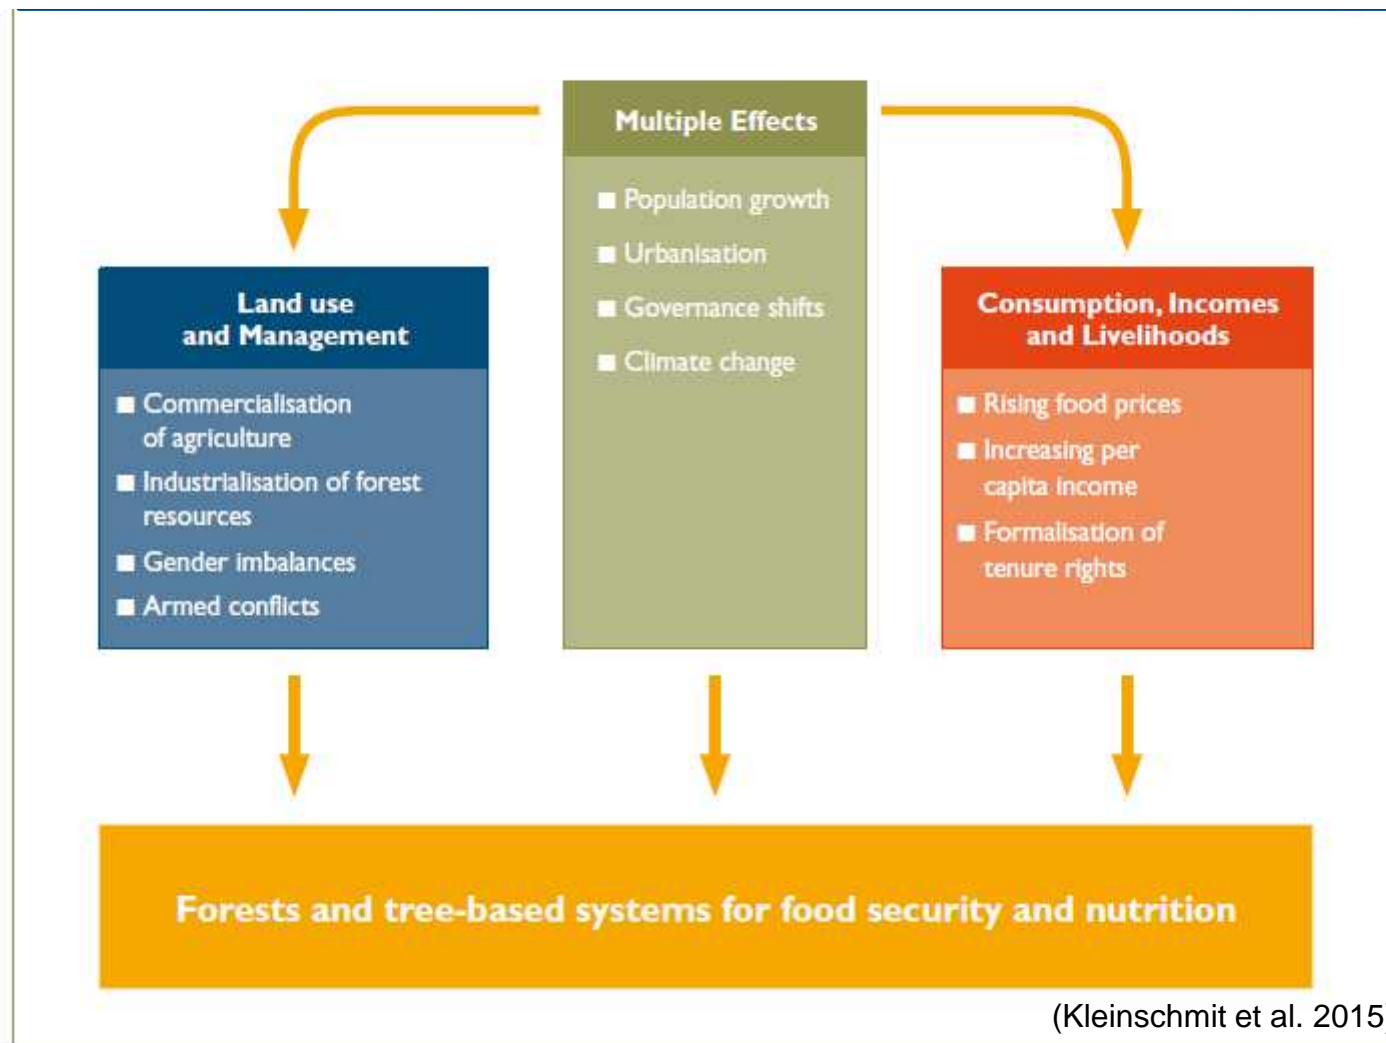 Multiple Effects
■ Population growth
■ Urbanisation
■ Governance shifts
■ Climate change
Land use
and Management
■ Commercialisation
of agriculture
■ Industrialisation of forest
resources
■ Gender imbalances
■ Armed conflicts
Consumption, Incomes
and Livelihoods
■ Rising food prices
■ Increasing per
capita income
■ Formalisation of
tenure rights
Forests and tree-based systems for food security and nutrition
(Kleinschmit et al. 2015)